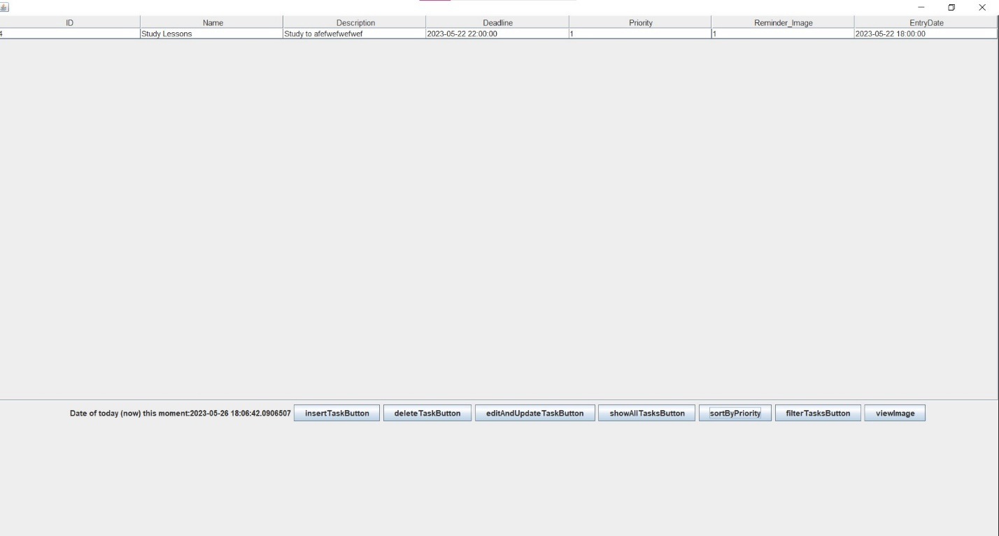 ID Name Description Deadline Priority Reminder_Image EntryDate
4 Study Lessons Study to afefwefwefwef 2023-05-22 22:00:00 1 1 2023-05-22 18:00:00
Date of today (now) this moment:2023-05-26 18:06:42.0906507 insertTaskButton deleteTaskButton editAndUpdateTaskButton showAllTasksButton sortByPriority filterTasksButton viewImage